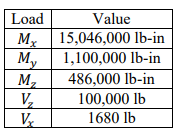 Load Value
Mx 15,046,000 lb-in
My 1,100,000 lb-in
Mz 486,000 lb-in
Vz 100,000 lb
Vx 1680 lb